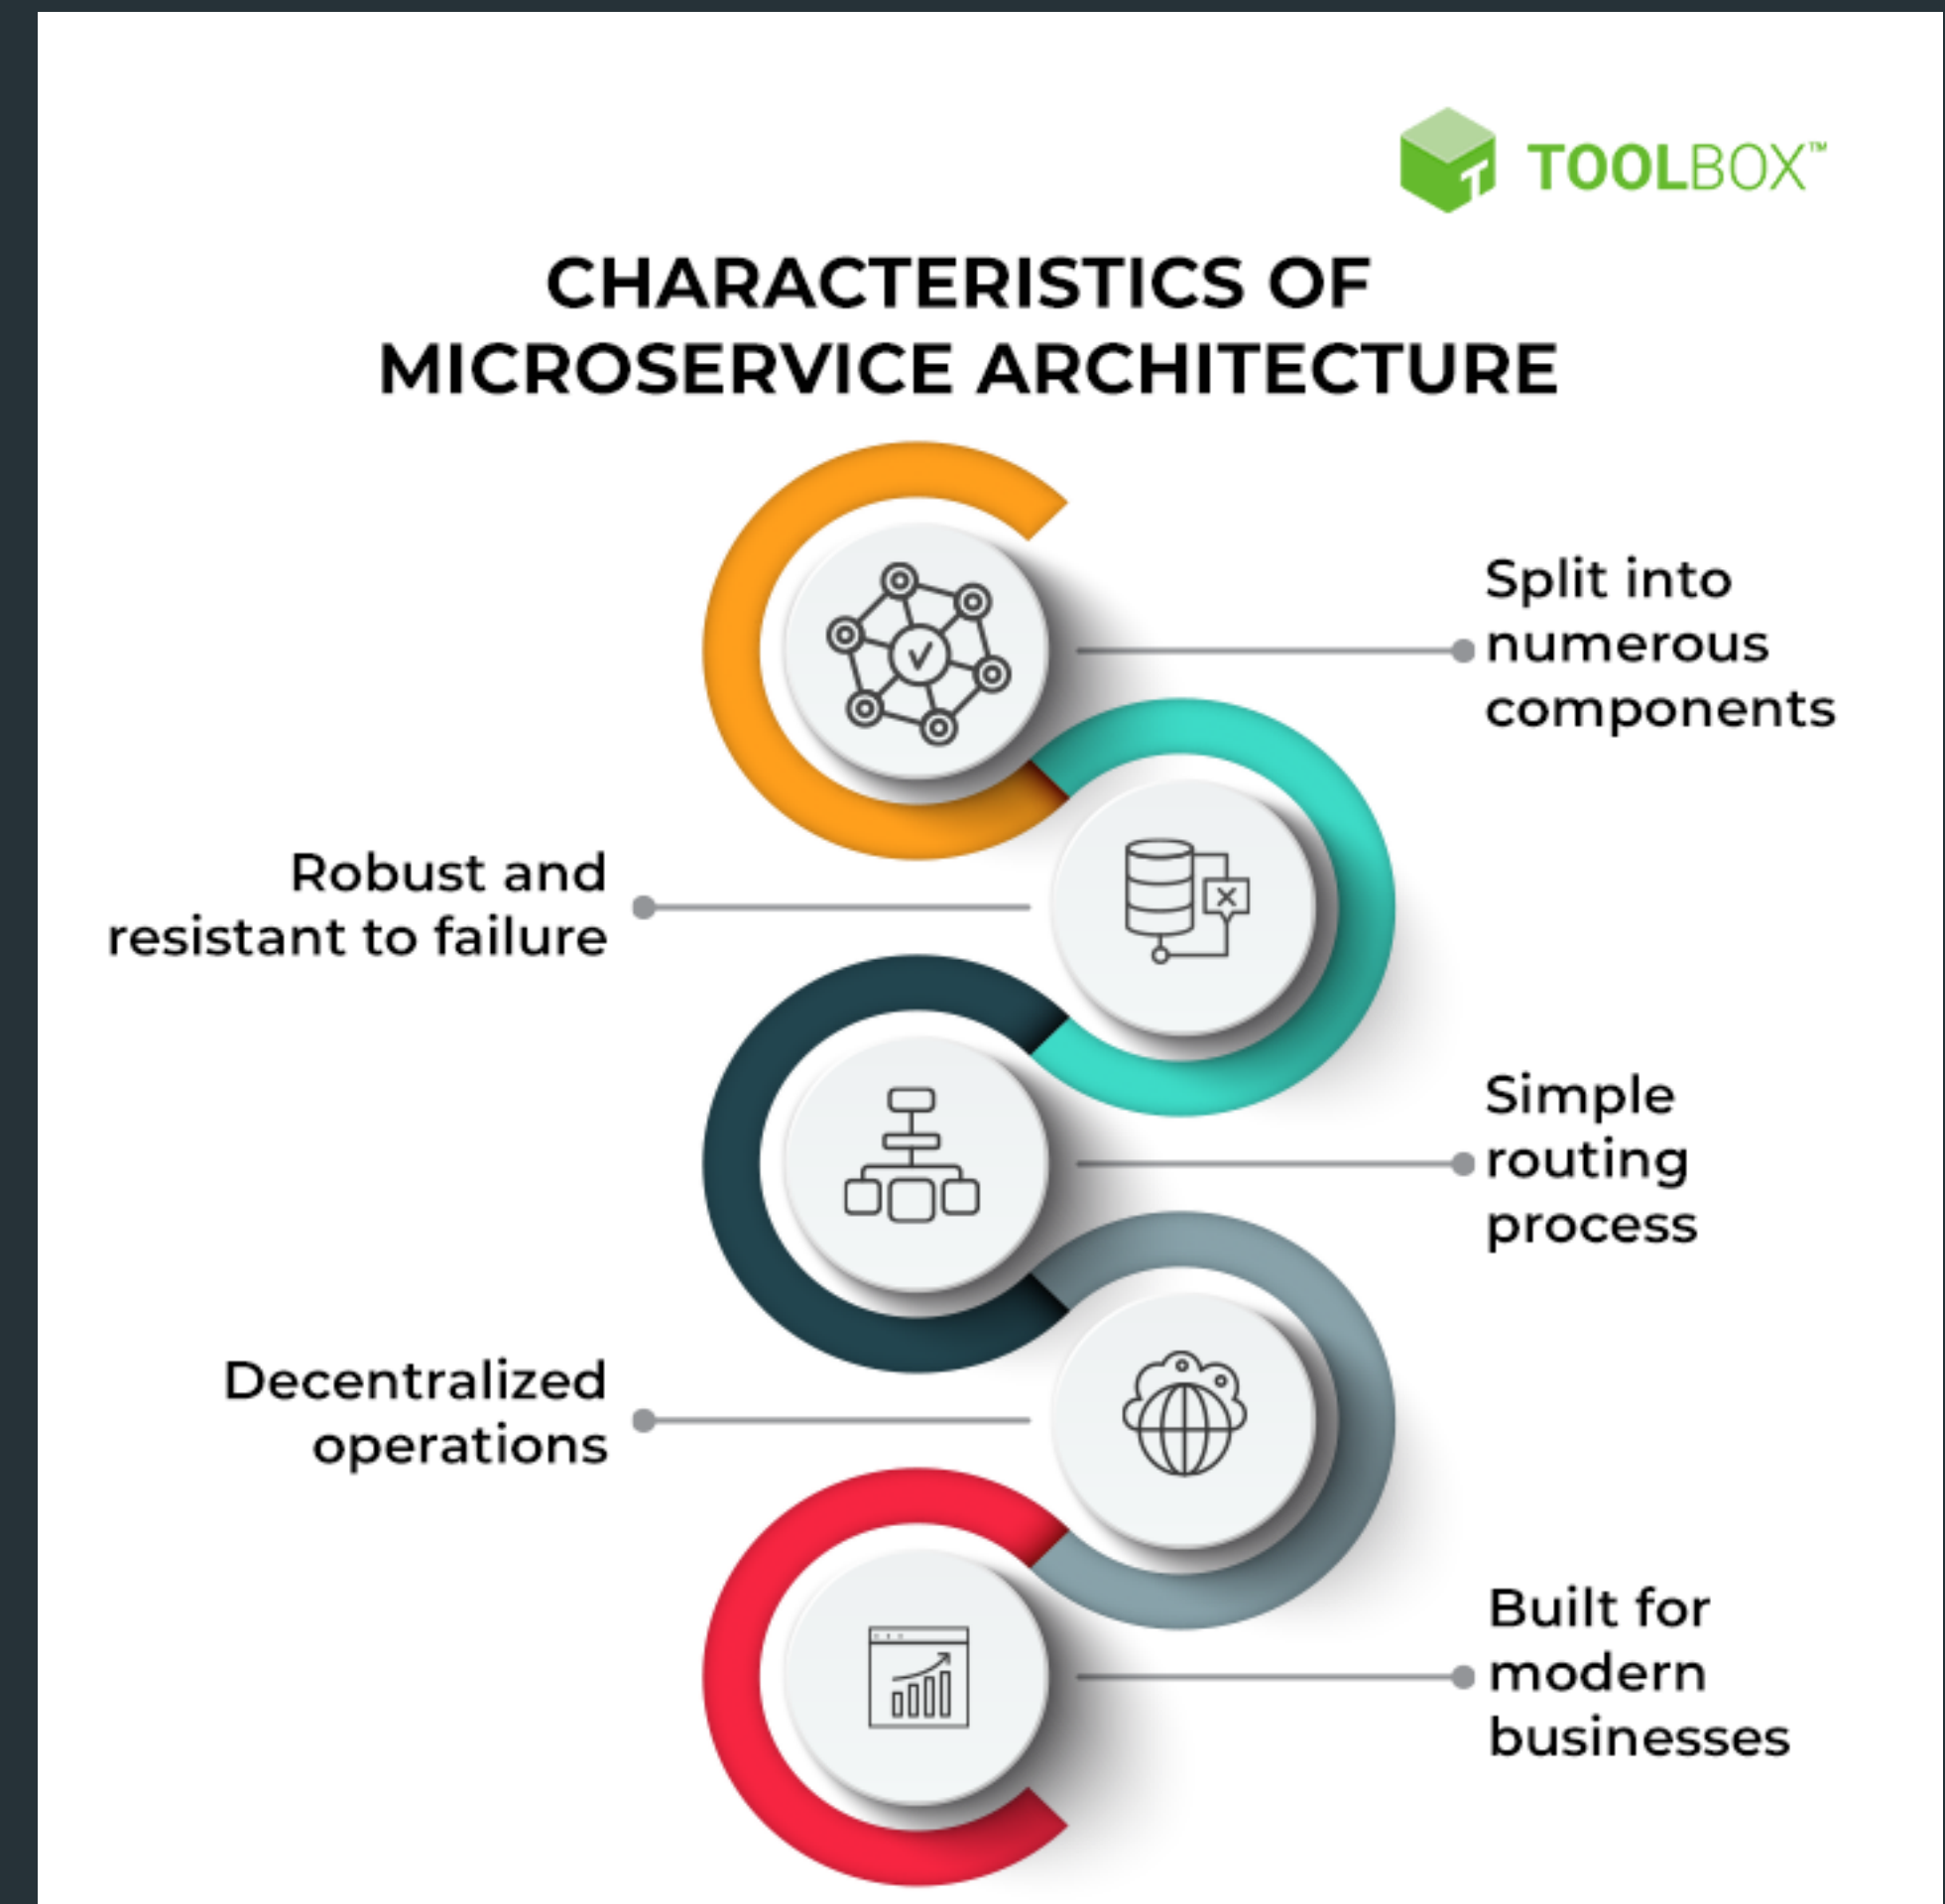 TOOLBOX™
CHARACTERISTICS OF
MICROSERVICE ARCHITECTURE
Split into
numerous
components
Robust and
resistant to failure
Simple
routing
process
Decentralized
operations
Built for
modern
businesses